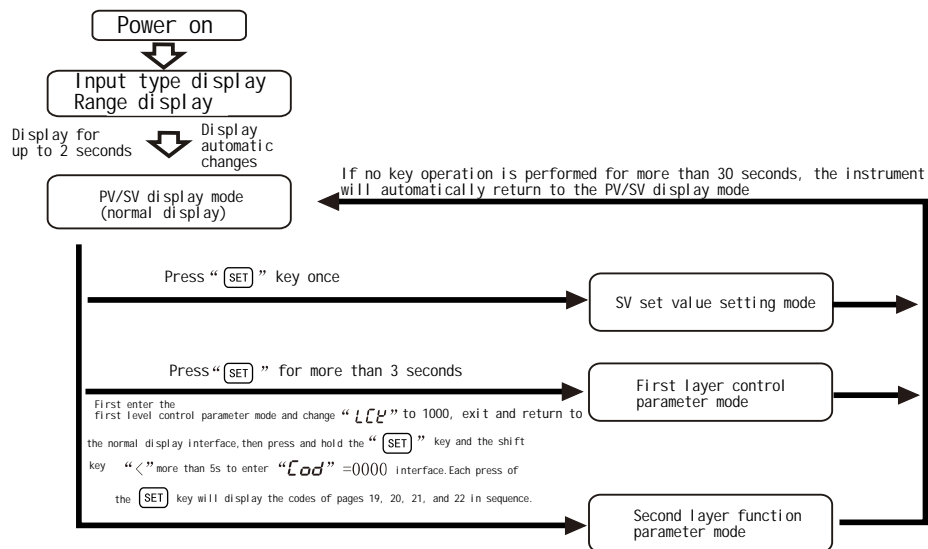 Power on
Input type display
Range display
Display for
up to 2 seconds
Display
automatic
changes
If no key operation is performed for more than 30 seconds, the instrument
will automatically return to the PV/SV display mode
PV/SV display mode
(normal display)
Press “ SET ” key once
SV set value setting mode
Press “ SET ” for more than 3 seconds
First layer control
parameter mode
First enter the
first level control parameter mode and change “ LCK ” to 1000, exit and return to
the normal display interface, then press and hold the “ SET ” key and the shift
key “<” more than 5s to enter “Cod” =0000 interface. Each press of
the SET key will display the codes of pages 19, 20, 21, and 22 in sequence.
Second layer function
parameter mode